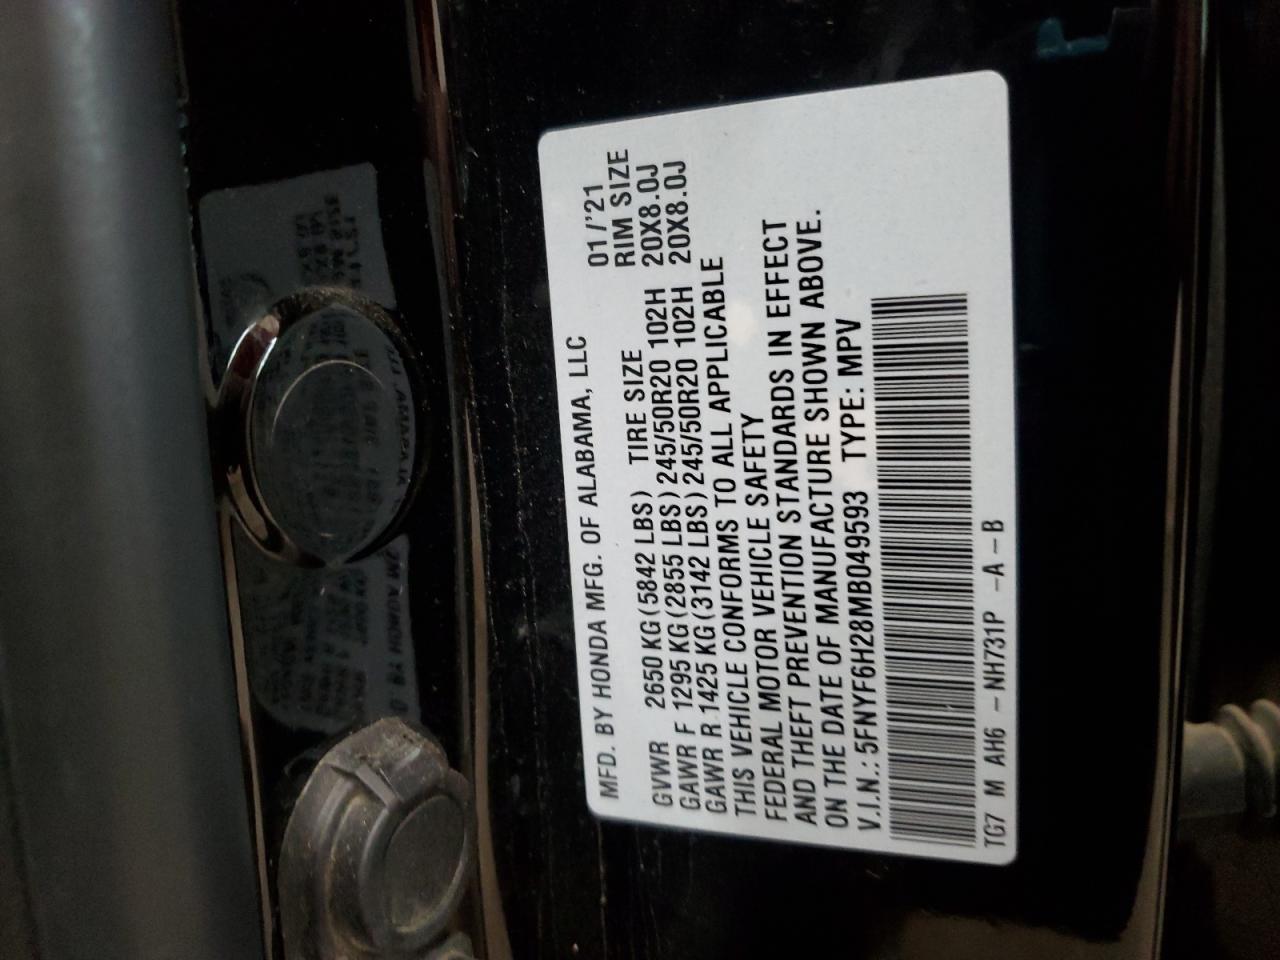 MFD. BY HONDA MFG. OF ALABAMA, LLC 01/'21
GVWR 2650 KG (5842 LBS) TIRE SIZE RIM SIZE
GAWR F 1295 KG (2855 LBS) 245/50R20 102H 20X8.0J
GAWR R 1425 KG (3142 LBS) 245/50R20 102H 20X8.0J
THIS VEHICLE CONFORMS TO ALL APPLICABLE
FEDERAL MOTOR VEHICLE SAFETY
AND THEFT PREVENTION STANDARDS IN EFFECT
ON THE DATE OF MANUFACTURE SHOWN ABOVE.
V.I.N.: 5FNYF6H28MB049593 TYPE: MPV
TG7 M AH6 -NH731P -A-B